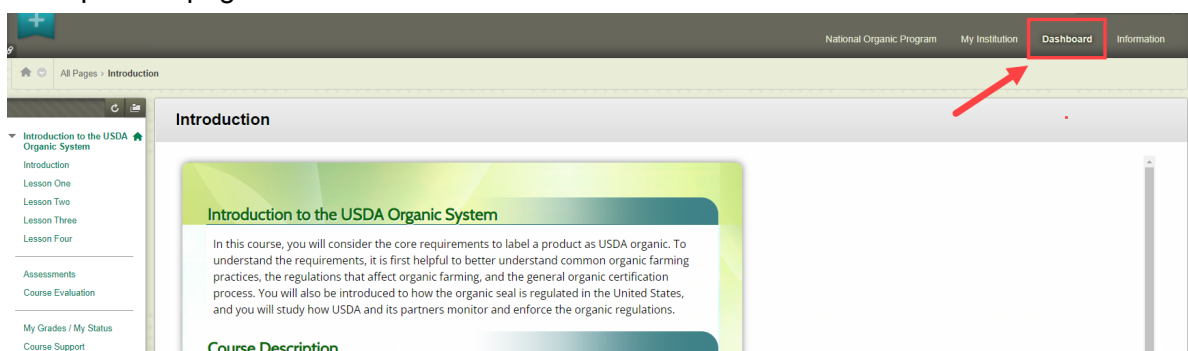 National Organic Program My Institution Dashboard Information
All Pages > Introduction
Introduction to the USDA
Organic System
Introduction
Lesson One
Lesson Two
Lesson Three
Lesson Four
Assessments
Course Evaluation
My Grades / My Status
Course Support
Introduction
Introduction to the USDA Organic System
In this course, you will consider the core requirements to label a product as USDA organic. To
understand the requirements, it is first helpful to better understand common organic farming
practices, the regulations that affect organic farming, and the general organic certification
process. You will also be introduced to how the organic seal is regulated in the United States,
and you will study how USDA and its partners monitor and enforce the organic regulations.
Course Description